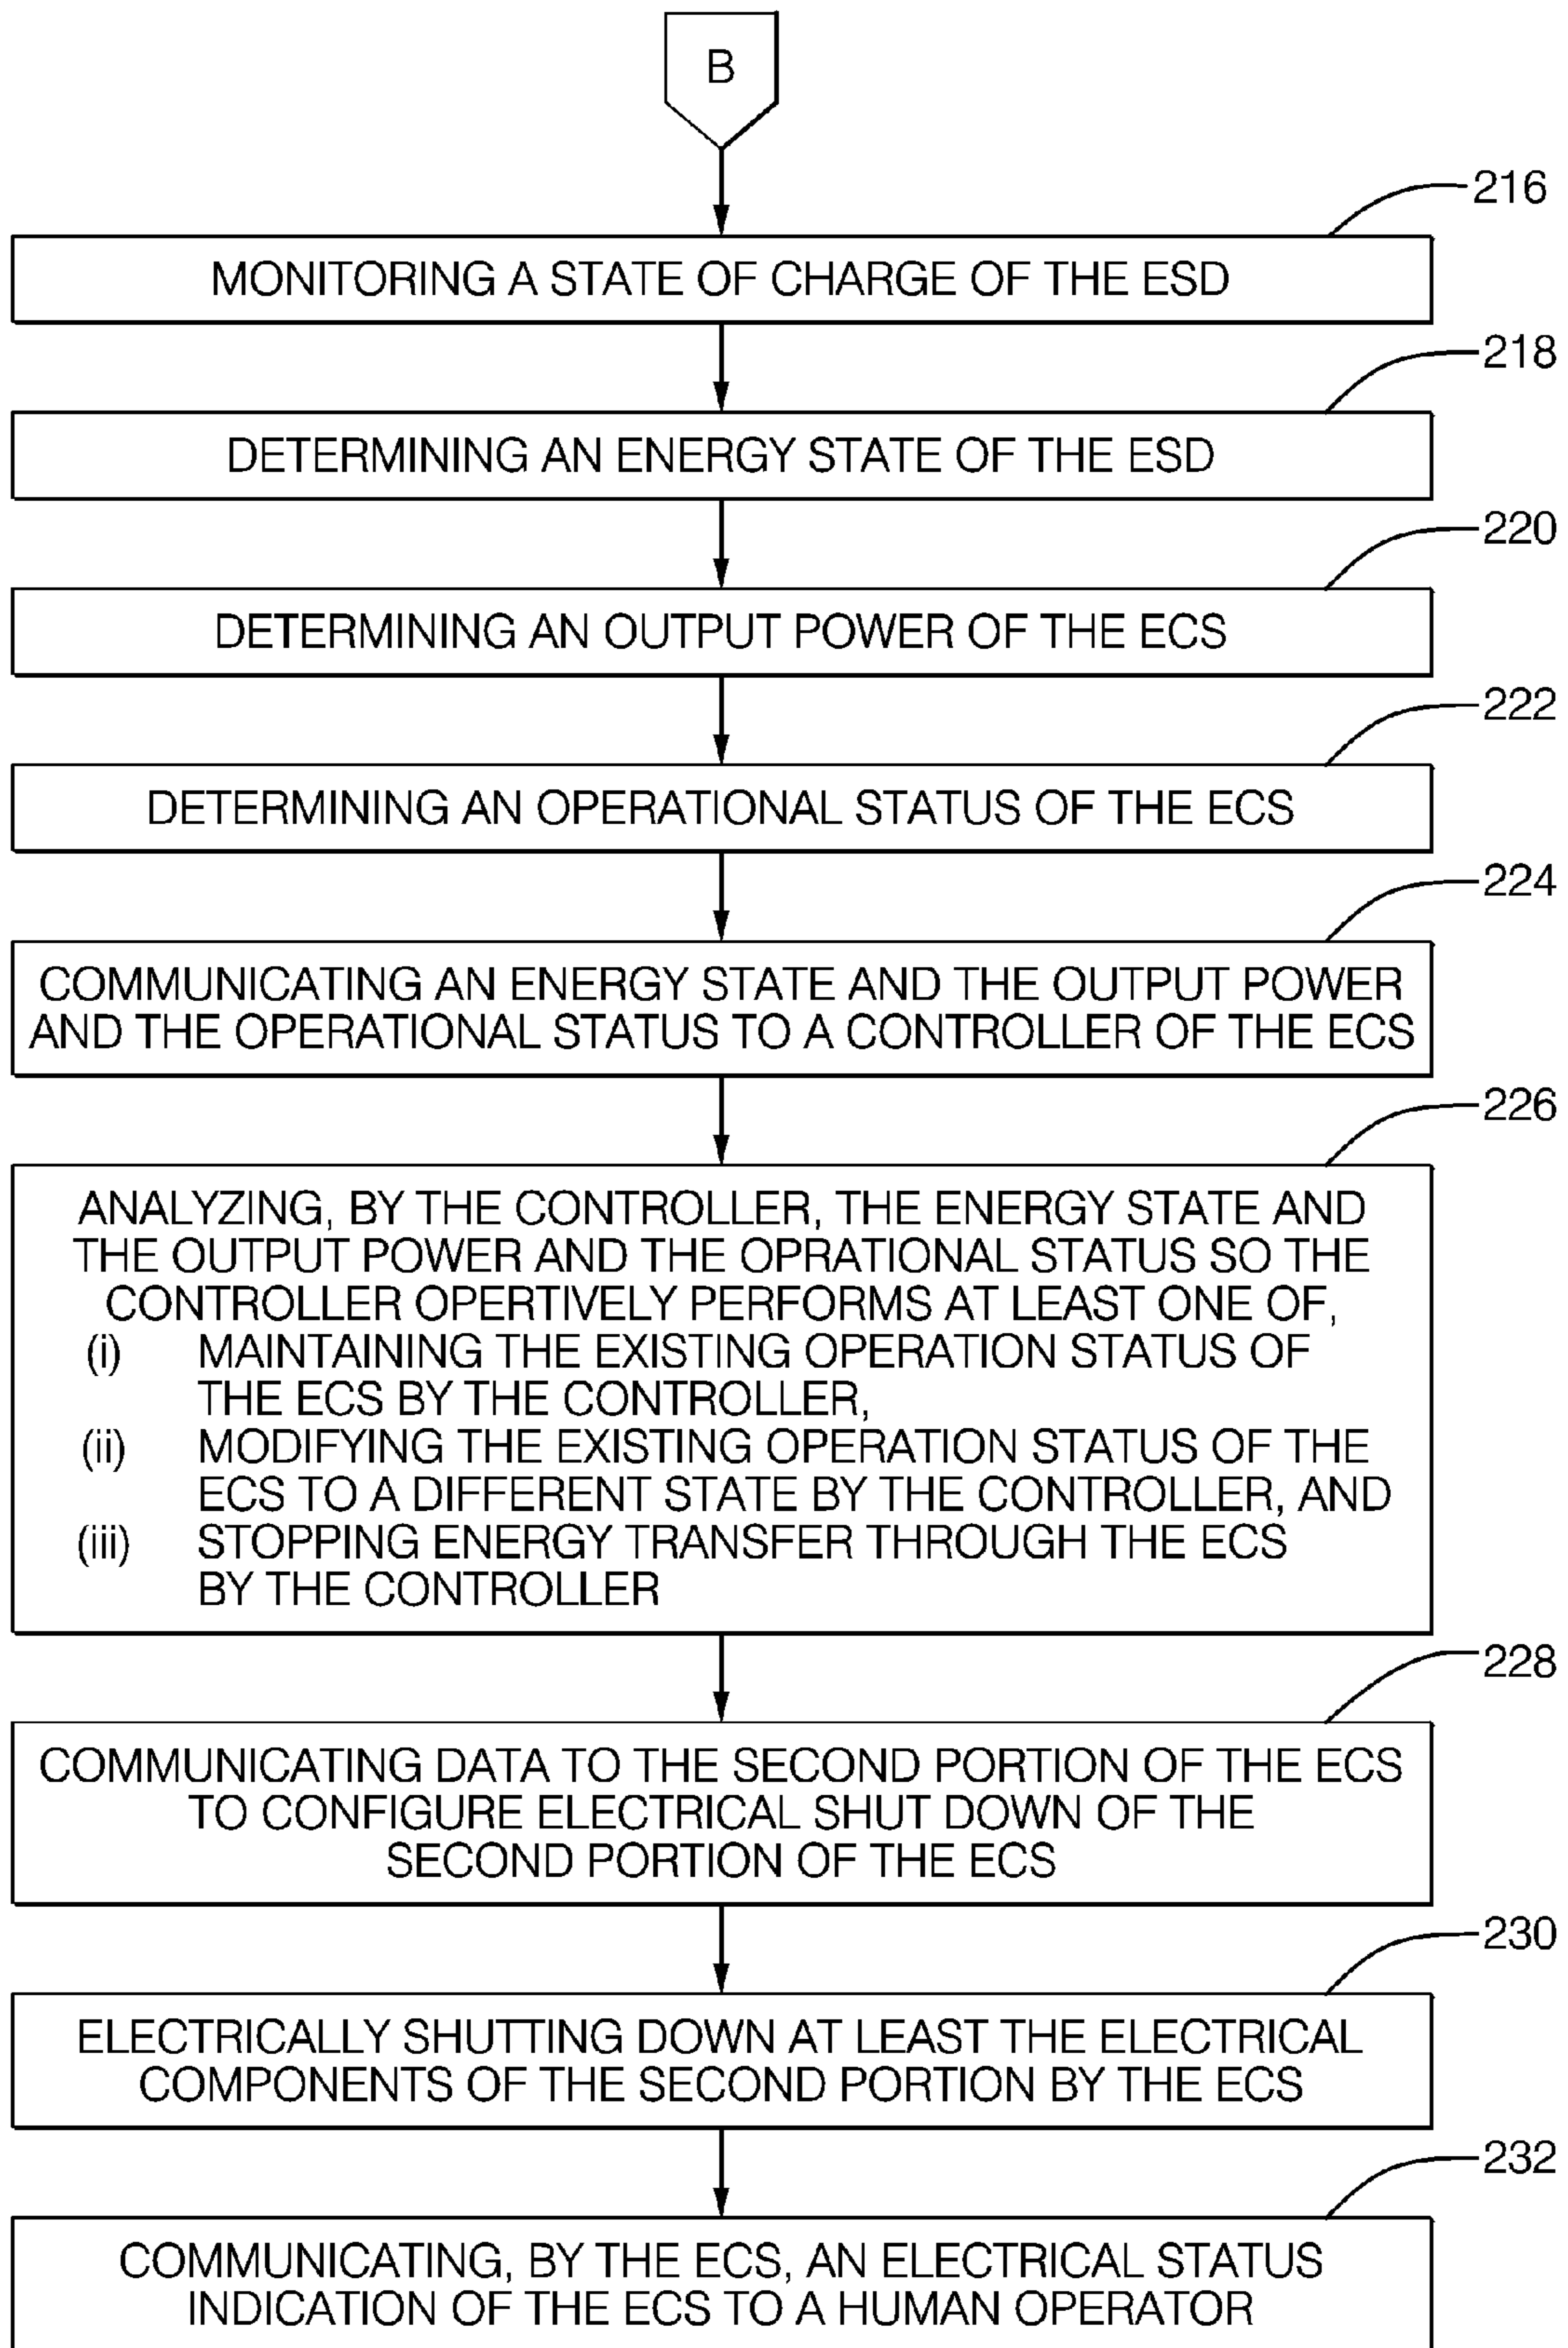 B
216
MONITORING A STATE OF CHARGE OF THE ESD
218
DETERMINING AN ENERGY STATE OF THE ESD
220
DETERMINING AN OUTPUT POWER OF THE ECS
222
DETERMINING AN OPERATIONAL STATUS OF THE ECS
224
COMMUNICATING AN ENERGY STATE AND THE OUTPUT POWER
AND THE OPERATIONAL STATUS TO A CONTROLLER OF THE ECS
226
ANALYZING, BY THE CONTROLLER, THE ENERGY STATE AND
THE OUTPUT POWER AND THE OPRATIONAL STATUS SO THE
CONTROLLER OPERTIVELY PERFORMS AT LEAST ONE OF,
(i) MAINTAINING THE EXISTING OPERATION STATUS OF
THE ECS BY THE CONTROLLER,
(ii) MODIFYING THE EXISTING OPERATION STATUS OF THE
ECS TO A DIFFERENT STATE BY THE CONTROLLER, AND
(iii) STOPPING ENERGY TRANSFER THROUGH THE ECS
BY THE CONTROLLER
228
COMMUNICATING DATA TO THE SECOND PORTION OF THE ECS
TO CONFIGURE ELECTRICAL SHUT DOWN OF THE
SECOND PORTION OF THE ECS
230
ELECTRICALLY SHUTTING DOWN AT LEAST THE ELECTRICAL
COMPONENTS OF THE SECOND PORTION BY THE ECS
232
COMMUNICATING, BY THE ECS, AN ELECTRICAL STATUS
INDICATION OF THE ECS TO A HUMAN OPERATOR